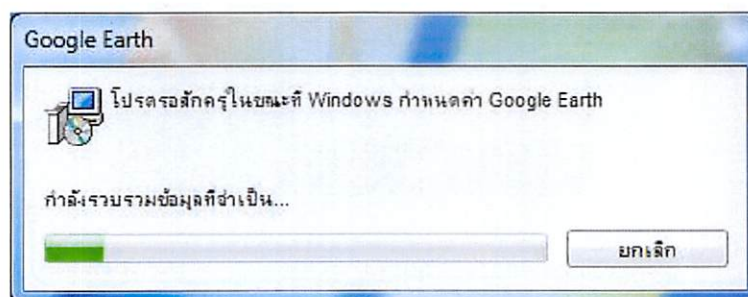 Google Earth
โปรดรอสักครู่ในขณะที่ Windows กำหนดค่า Google Earth
กำลังรวบรวมข้อมูลที่จำเป็น...
ยกเลิก